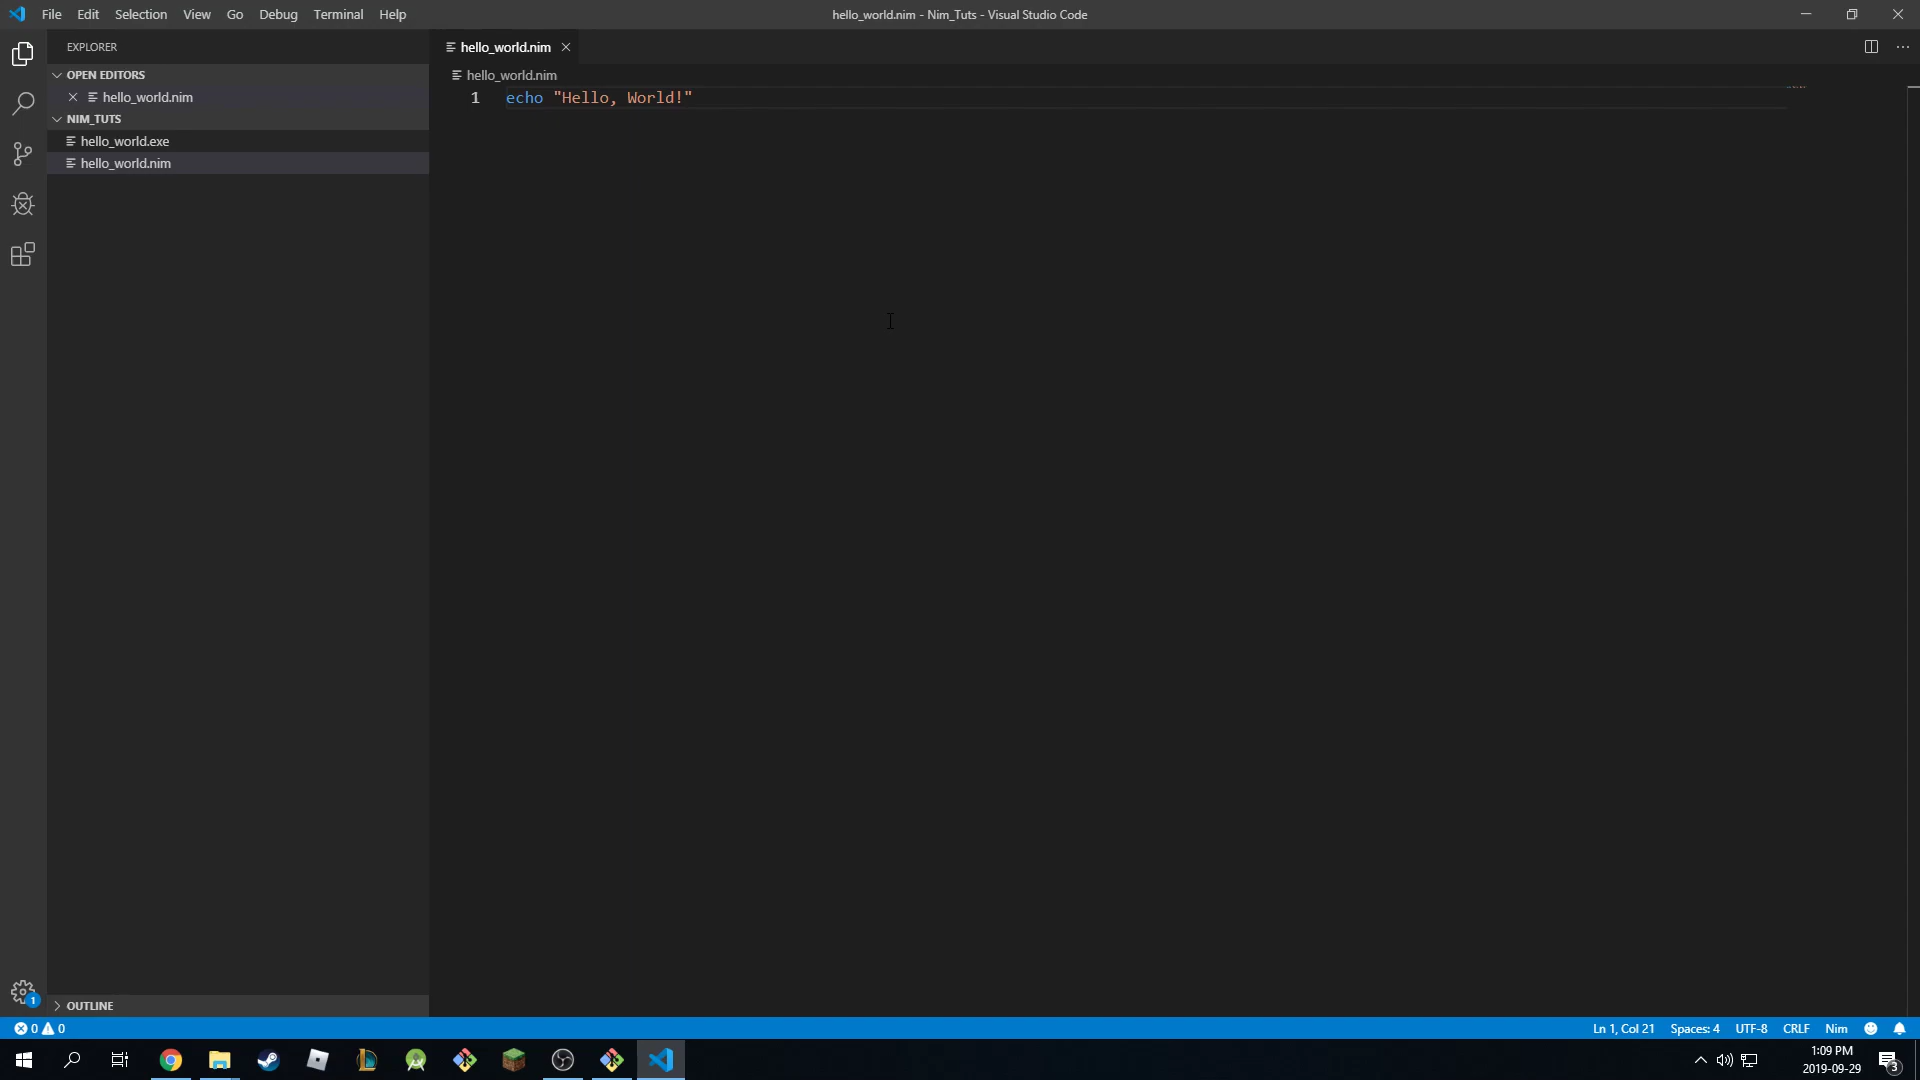 File Edit Selection View Go Debug Terminal Help
hello_world.nim - Nim_Tuts - Visual Studio Code
EXPLORER
OPEN EDITORS
hello_world.nim
NIM_TUTS
hello_world.exe
hello_world.nim
OUTLINE
hello_world.nim
hello_world.nim
1 echo "Hello, World!"
1
0 0
Ln 1, Col 21 Spaces: 4 UTF-8 CRLF Nim
1:09 PM
2019-09-29
3